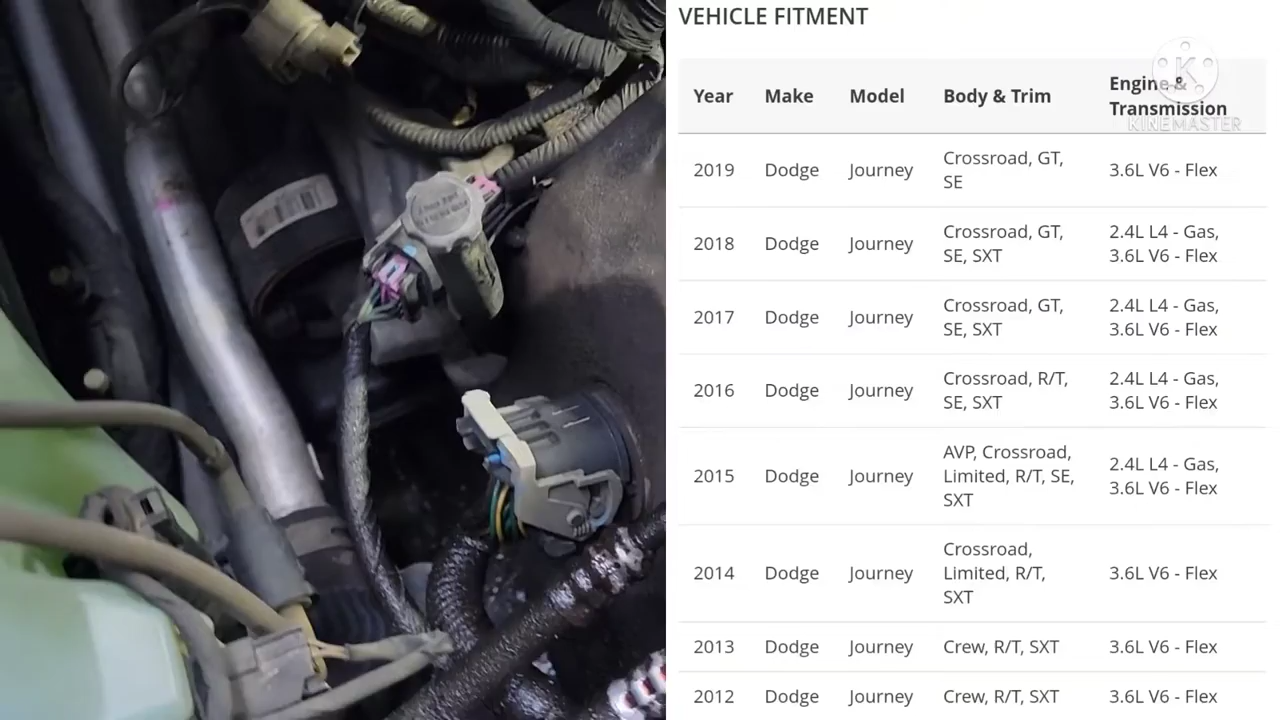 VEHICLE FITMENT
Year Make Model Body & Trim Engine & Transmission
2019 Dodge Journey Crossroad, GT, SE 3.6L V6 - Flex
2018 Dodge Journey Crossroad, GT, SE, SXT 2.4L L4 - Gas, 3.6L V6 - Flex
2017 Dodge Journey Crossroad, GT, SE, SXT 2.4L L4 - Gas, 3.6L V6 - Flex
2016 Dodge Journey Crossroad, R/T, SE, SXT 2.4L L4 - Gas, 3.6L V6 - Flex
2015 Dodge Journey AVP, Crossroad, Limited, R/T, SE, SXT 2.4L L4 - Gas, 3.6L V6 - Flex
2014 Dodge Journey Crossroad, Limited, R/T, SXT 3.6L V6 - Flex
2013 Dodge Journey Crew, R/T, SXT 3.6L V6 - Flex
2012 Dodge Journey Crew, R/T, SXT 3.6L V6 - Flex
K
KINEMASTER